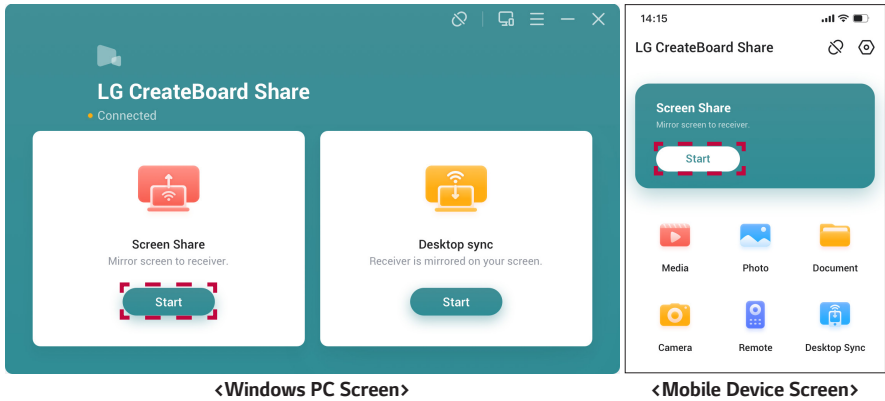 LG CreateBoard Share
Connected
Screen Share
Mirror screen to receiver.
Start
Desktop sync
Receiver is mirrored on your screen.
Start
<Windows PC Screen>
14:15
LG CreateBoard Share
Screen Share
Mirror screen to receiver.
Start
Media Photo Document
Camera Remote Desktop Sync
<Mobile Device Screen>